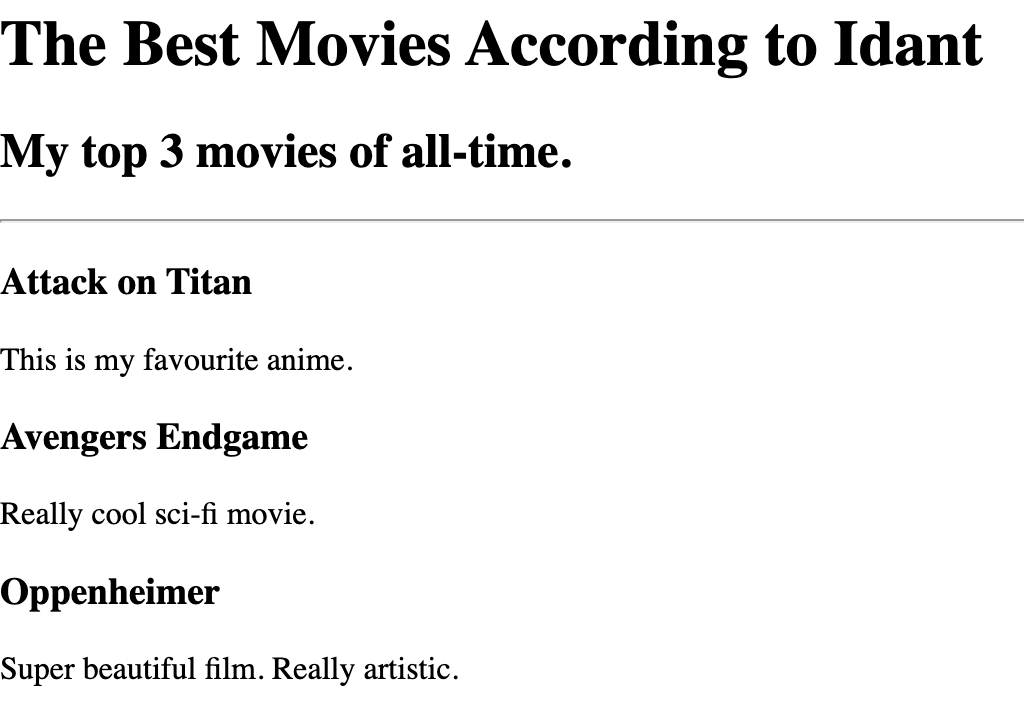 The Best Movies According to Idant
My top 3 movies of all-time.
Attack on Titan
This is my favourite anime.
Avengers Endgame
Really cool sci-fi movie.
Oppenheimer
Super beautiful film. Really artistic.